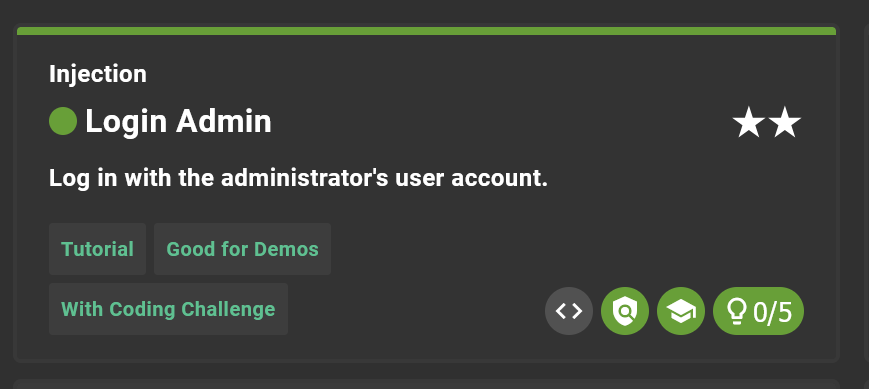 Injection
Login Admin
Log in with the administrator's user account.
Tutorial
Good for Demos
With Coding Challenge
0/5